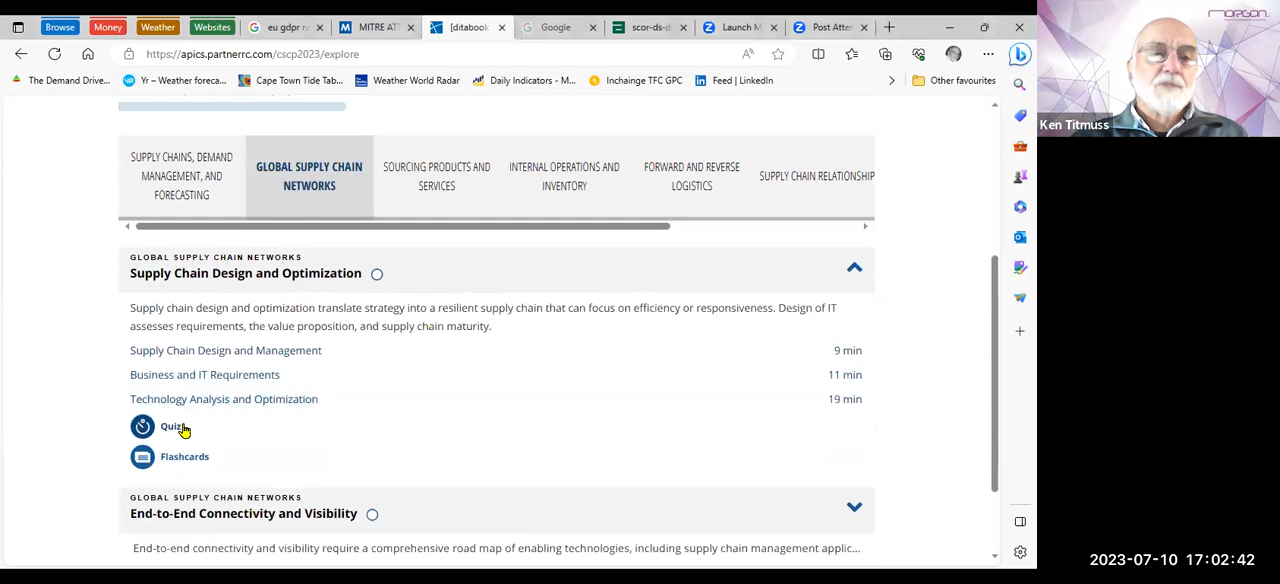 Browse
Money
Weather
Websites
MITRE ATT
[ditabook
Google
scor-ds-d
Launch M
Post Atte
https://apics.partnerrc.com/cscp2023/explore
The Demand Drive...
Yr – Weather foreca...
Cape Town Tide Tab...
Weather World Radar
Daily Indicators - M...
Inchainge TFC GPC
Feed | LinkedIn
Other favourites
MORGON
Ken Titmuss
SUPPLY CHAINS, DEMAND
MANAGEMENT, AND
FORECASTING
GLOBAL SUPPLY CHAIN
NETWORKS
SOURCING PRODUCTS AND
SERVICES
INTERNAL OPERATIONS AND
INVENTORY
FORWARD AND REVERSE
LOGISTICS
SUPPLY CHAIN RELATIONSHIP
GLOBAL SUPPLY CHAIN NETWORKS
Supply Chain Design and Optimization
Supply chain design and optimization translate strategy into a resilient supply chain that can focus on efficiency or responsiveness. Design of IT
assesses requirements, the value proposition, and supply chain maturity.
Supply Chain Design and Management 9 min
Business and IT Requirements 11 min
Technology Analysis and Optimization 19 min
Quiz
Flashcards
GLOBAL SUPPLY CHAIN NETWORKS
End-to-End Connectivity and Visibility
End-to-end connectivity and visibility require a comprehensive road map of enabling technologies, including supply chain management applic...
2023-07-10 17:02:42